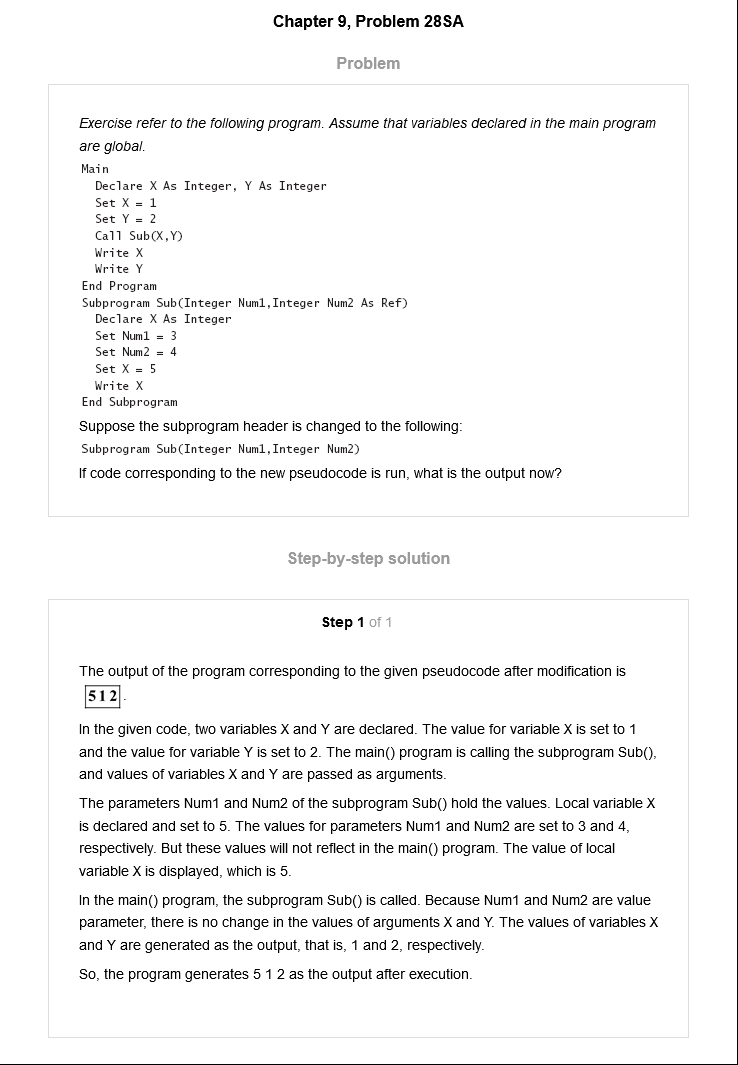 Chapter 9, Problem 28SA
Problem
Exercise refer to the following program. Assume that variables declared in the main program
are global.
Main
Declare X As Integer, Y As Integer
Set X = 1
Set Y = 2
Call Sub(X,Y)
Write X
Write Y
End Program
Subprogram Sub(Integer Num1,Integer Num2 As Ref)
Declare X As Integer
Set Num1 = 3
Set Num2 = 4
Set X = 5
Write X
End Subprogram
Suppose the subprogram header is changed to the following:
Subprogram Sub(Integer Num1,Integer Num2)
If code corresponding to the new pseudocode is run, what is the output now?
Step-by-step solution
Step 1 of 1
The output of the program corresponding to the given pseudocode after modification is
5 1 2 .
In the given code, two variables X and Y are declared. The value for variable X is set to 1
and the value for variable Y is set to 2. The main() program is calling the subprogram Sub(),
and values of variables X and Y are passed as arguments.
The parameters Num1 and Num2 of the subprogram Sub() hold the values. Local variable X
is declared and set to 5. The values for parameters Num1 and Num2 are set to 3 and 4,
respectively. But these values will not reflect in the main() program. The value of local
variable X is displayed, which is 5.
In the main() program, the subprogram Sub() is called. Because Num1 and Num2 are value
parameter, there is no change in the values of arguments X and Y. The values of variables X
and Y are generated as the output, that is, 1 and 2, respectively.
So, the program generates 5 1 2 as the output after execution.